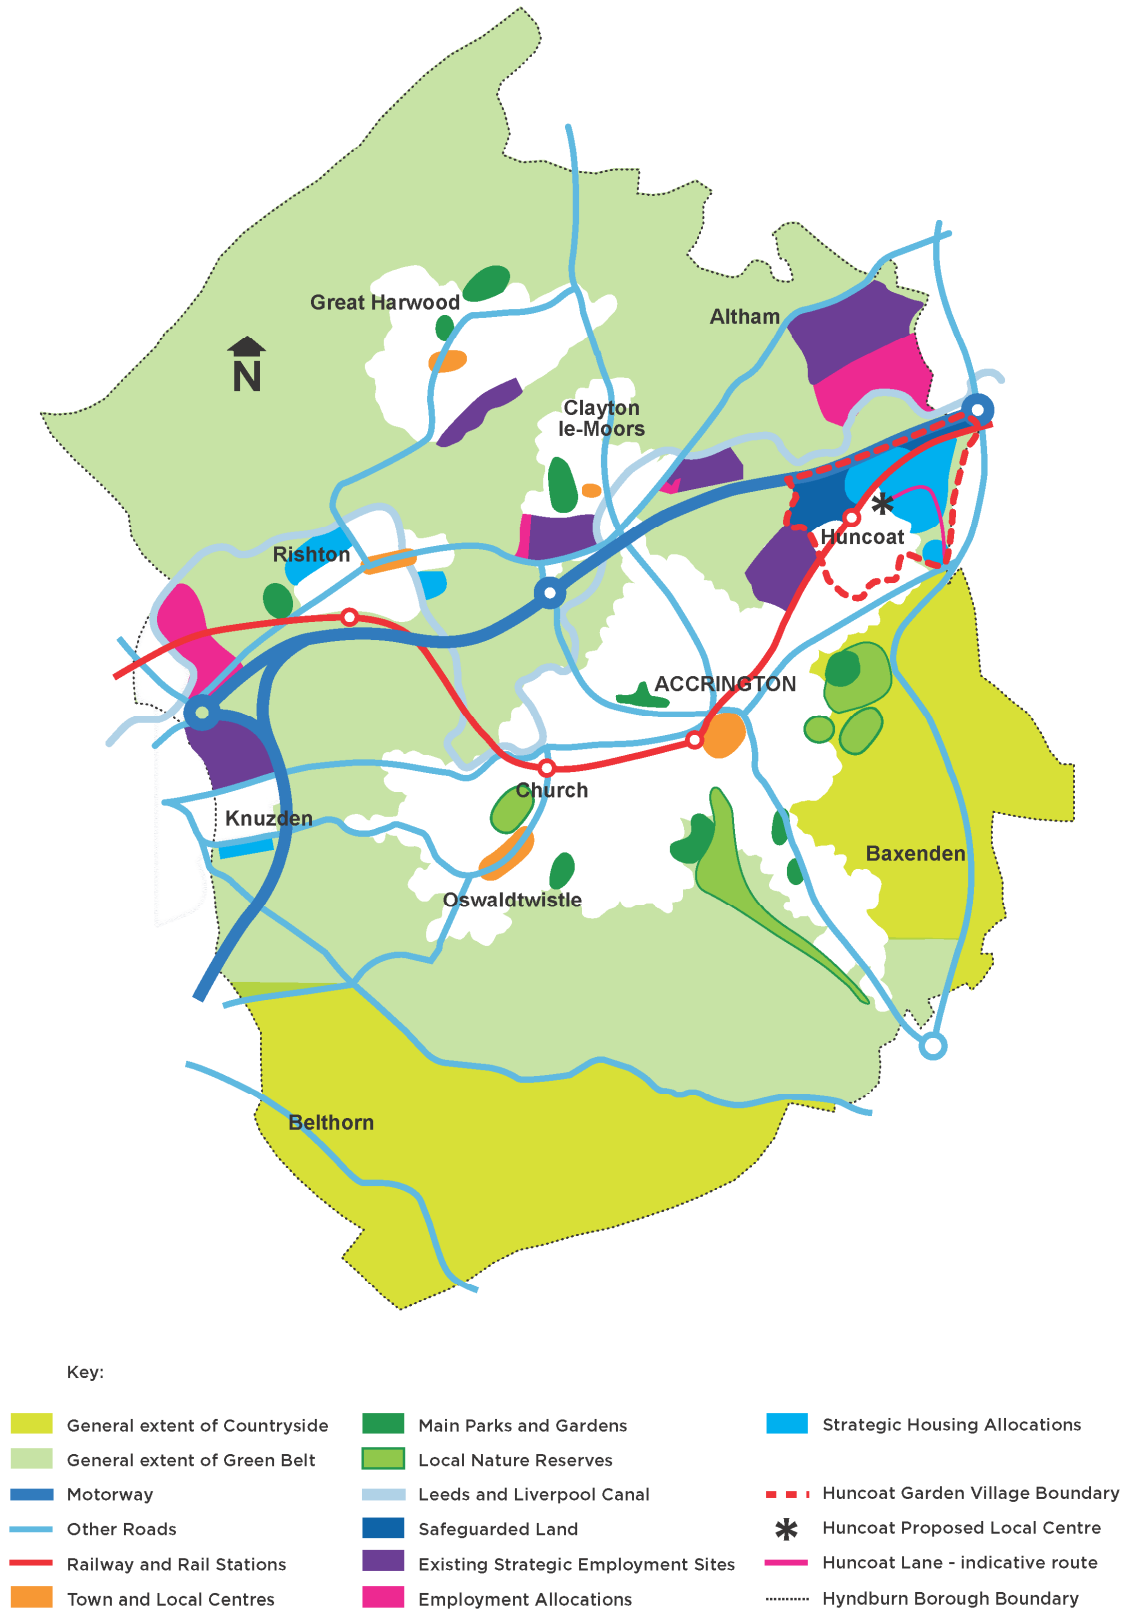 Great Harwood
Altham
N
Clayton
le-Moors
Huncoat
Rishton
ACCRINGTON
Church
Knuzden
Baxenden
Oswaldtwistle
Belthorn
Key:
General extent of Countryside
General extent of Green Belt
Motorway
Other Roads
Railway and Rail Stations
Town and Local Centres
Main Parks and Gardens
Local Nature Reserves
Leeds and Liverpool Canal
Safeguarded Land
Existing Strategic Employment Sites
Employment Allocations
Strategic Housing Allocations
Huncoat Garden Village Boundary
Huncoat Proposed Local Centre
Huncoat Lane - indicative route
Hyndburn Borough Boundary